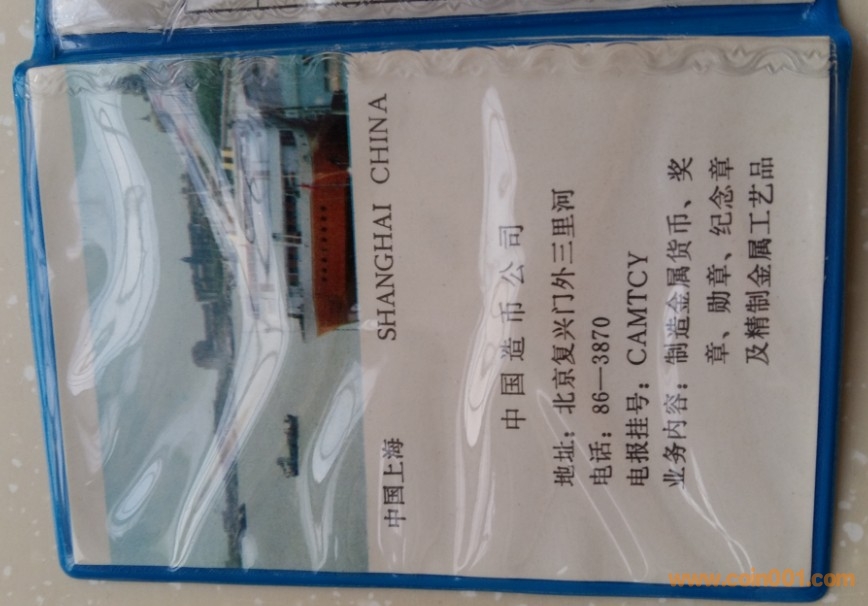 中国上海 SHANGHAI CHINA
中国造币公司
地址：北京复兴门外三里河
电话：86—3870
电报挂号：CAMTCY
业务内容：制造金属货币、奖
章、勋章、纪念章
及精制金属工艺品
www.coin001.com